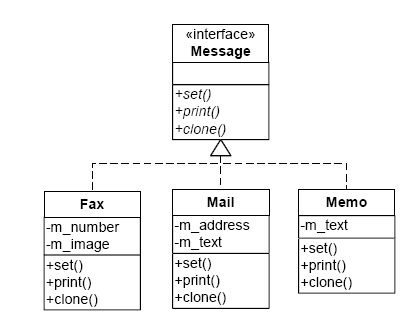 «interface»
Message
+set()
+print()
+clone()
Fax
-m_number
-m_image
+set()
+print()
+clone()
Mail
-m_address
-m_text
+set()
+print()
+clone()
Memo
-m_text
+set()
+print()
+clone()